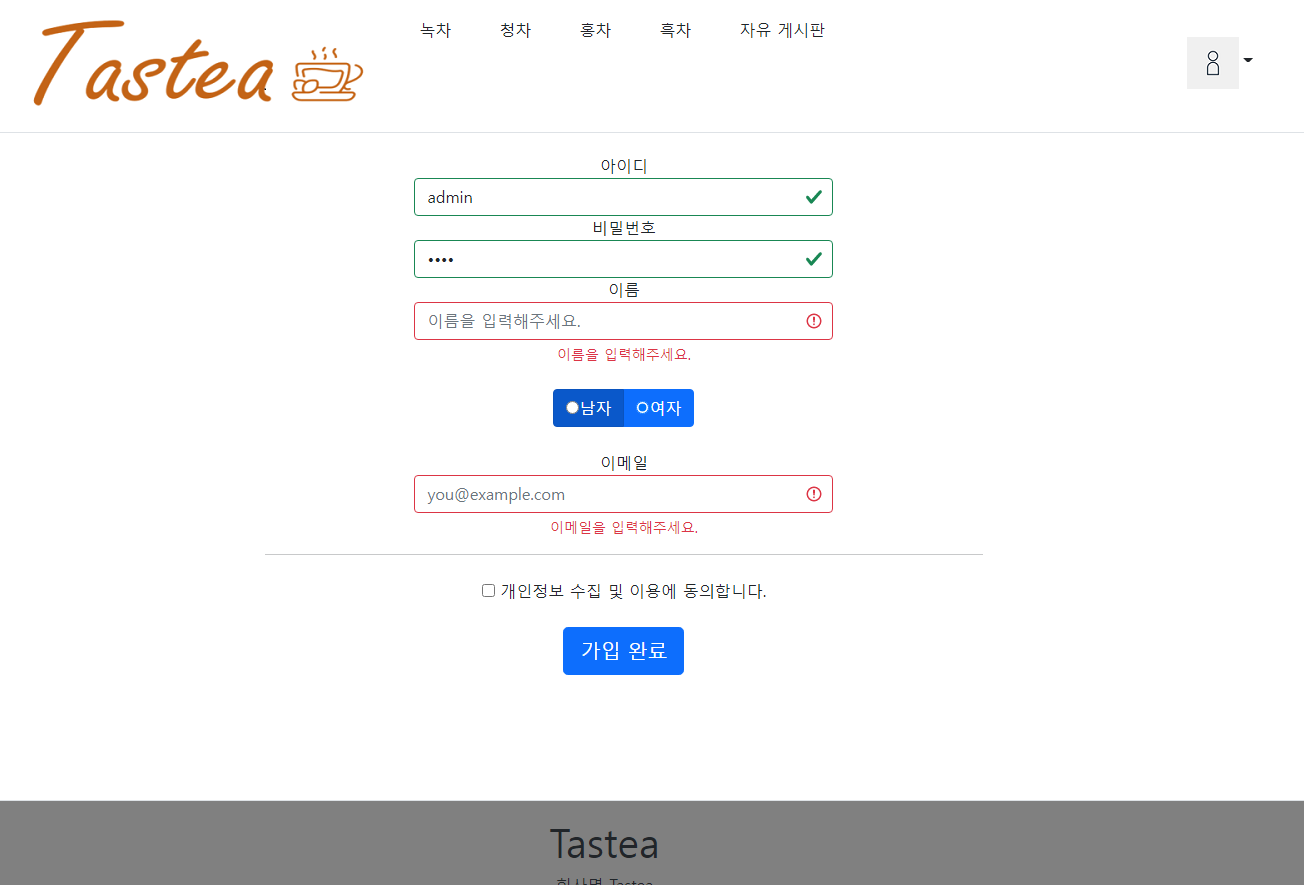 Tastea
녹차 청차 홍차 흑차 자유 게시판
아이디
admin
비밀번호
••••
이름
이름을 입력해주세요.
이름을 입력해주세요.
남자 여자
이메일
you@example.com
이메일을 입력해주세요.
개인정보 수집 및 이용에 동의합니다.
가입 완료
Tastea
회사명 Tastea